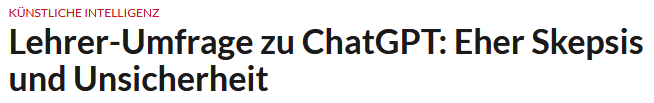 KÜNSTLICHE INTELLIGENZ
Lehrer-Umfrage zu ChatGPT: Eher Skepsis
und Unsicherheit